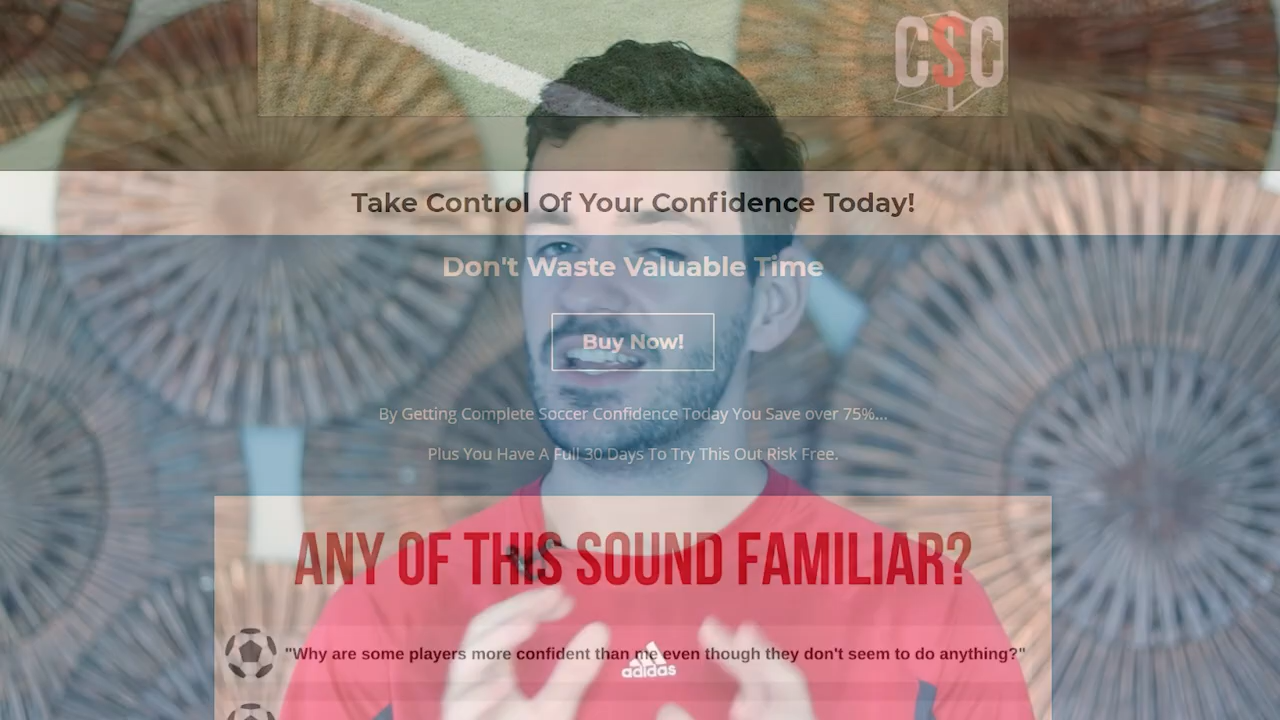 CSC
Take Control Of Your Confidence Today!
Don't Waste Valuable Time
Buy Now!
By Getting Complete Soccer Confidence Today You Save over 75%...
Plus You Have A Full 30 Days To Try This Out Risk Free.
ANY OF THIS SOUND FAMILIAR?
"Why are some players more confident than me even though they don't seem to do anything?"
adidas